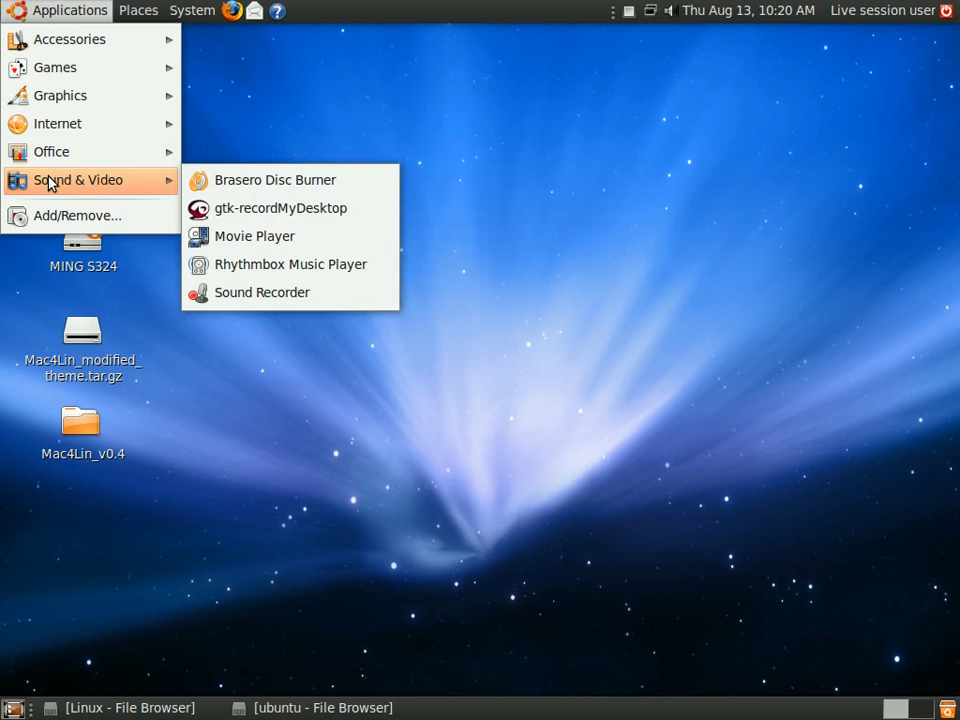 Applications Places System Thu Aug 13, 10:20 AM Live session user
Accessories
Games
Graphics
Internet
Office
Sound & Video
Add/Remove...
Brasero Disc Burner
gtk-recordMyDesktop
Movie Player
Rhythmbox Music Player
Sound Recorder
MING S324
Mac4Lin_modified_
theme.tar.gz
Mac4Lin_v0.4
[Linux - File Browser] [ubuntu - File Browser]